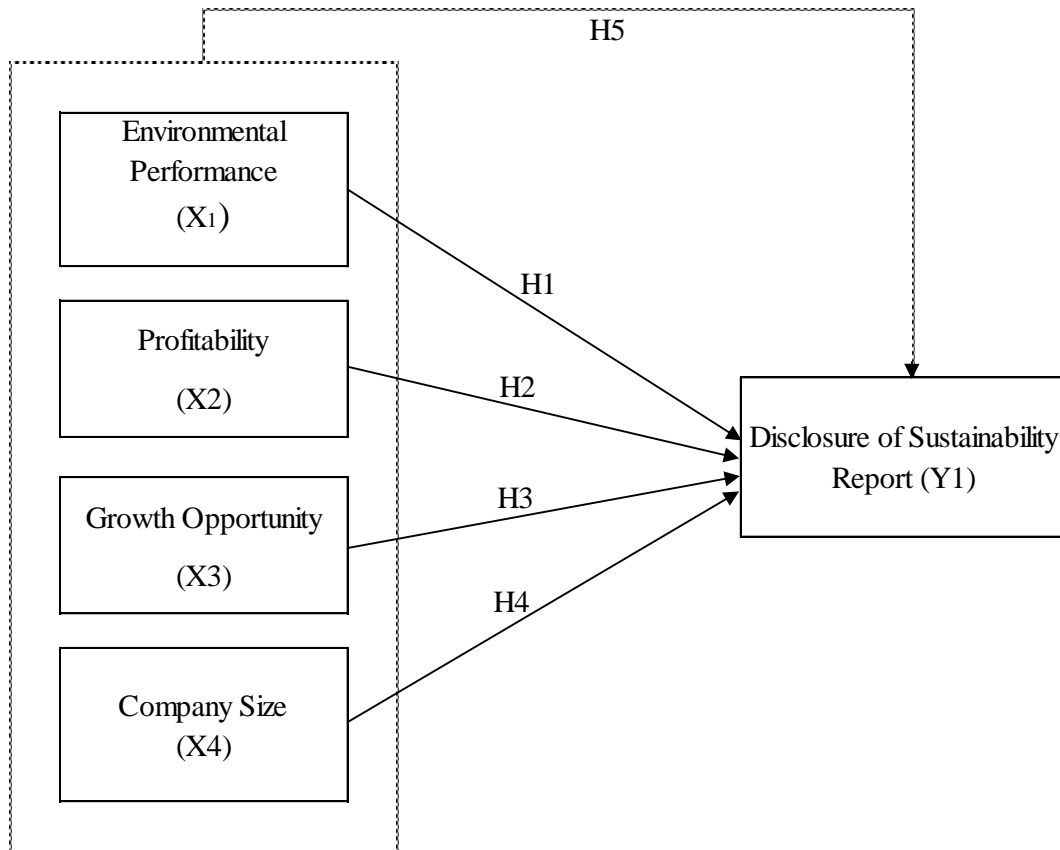 H5
Environmental
Performance
(X1)
H1
Profitability
(X2)
H2
Disclosure of Sustainability
Report (Y1)
Growth Opportunity
(X3)
H3
H4
Company Size
(X4)